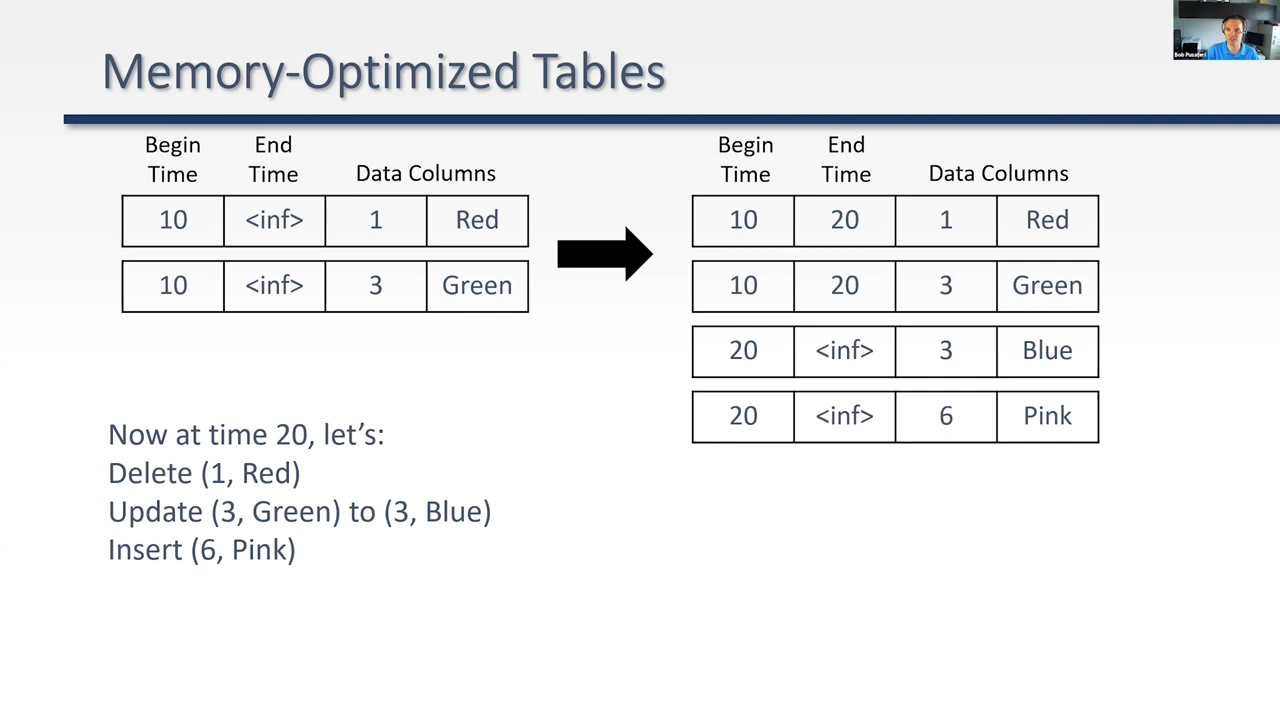 Memory-Optimized Tables
Bob Pusateri
Begin Time End Time Data Columns
10 <inf> 1 Red
10 <inf> 3 Green
Begin Time End Time Data Columns
10 20 1 Red
10 20 3 Green
20 <inf> 3 Blue
20 <inf> 6 Pink
Now at time 20, let's:
Delete (1, Red)
Update (3, Green) to (3, Blue)
Insert (6, Pink)